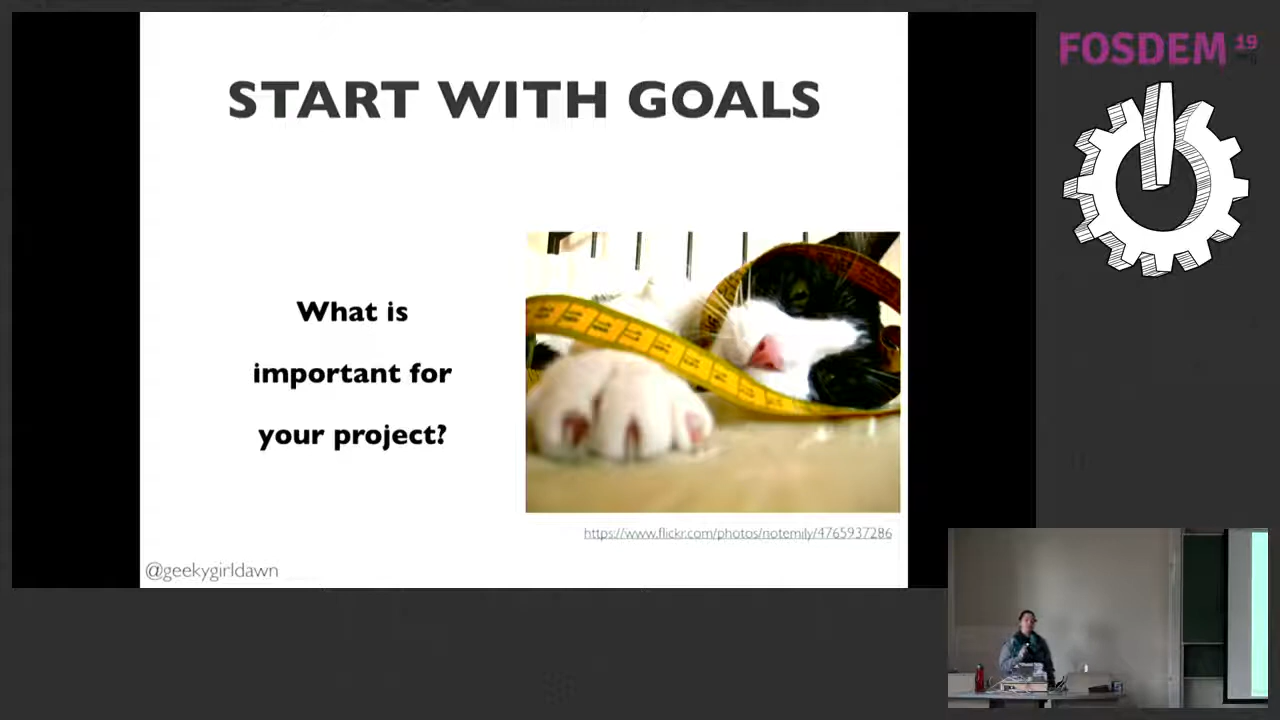 START WITH GOALS
What is
important for
your project?
https://www.flickr.com/photos/notemily/4765937286
@geekygirldawn
FOSDEM 19